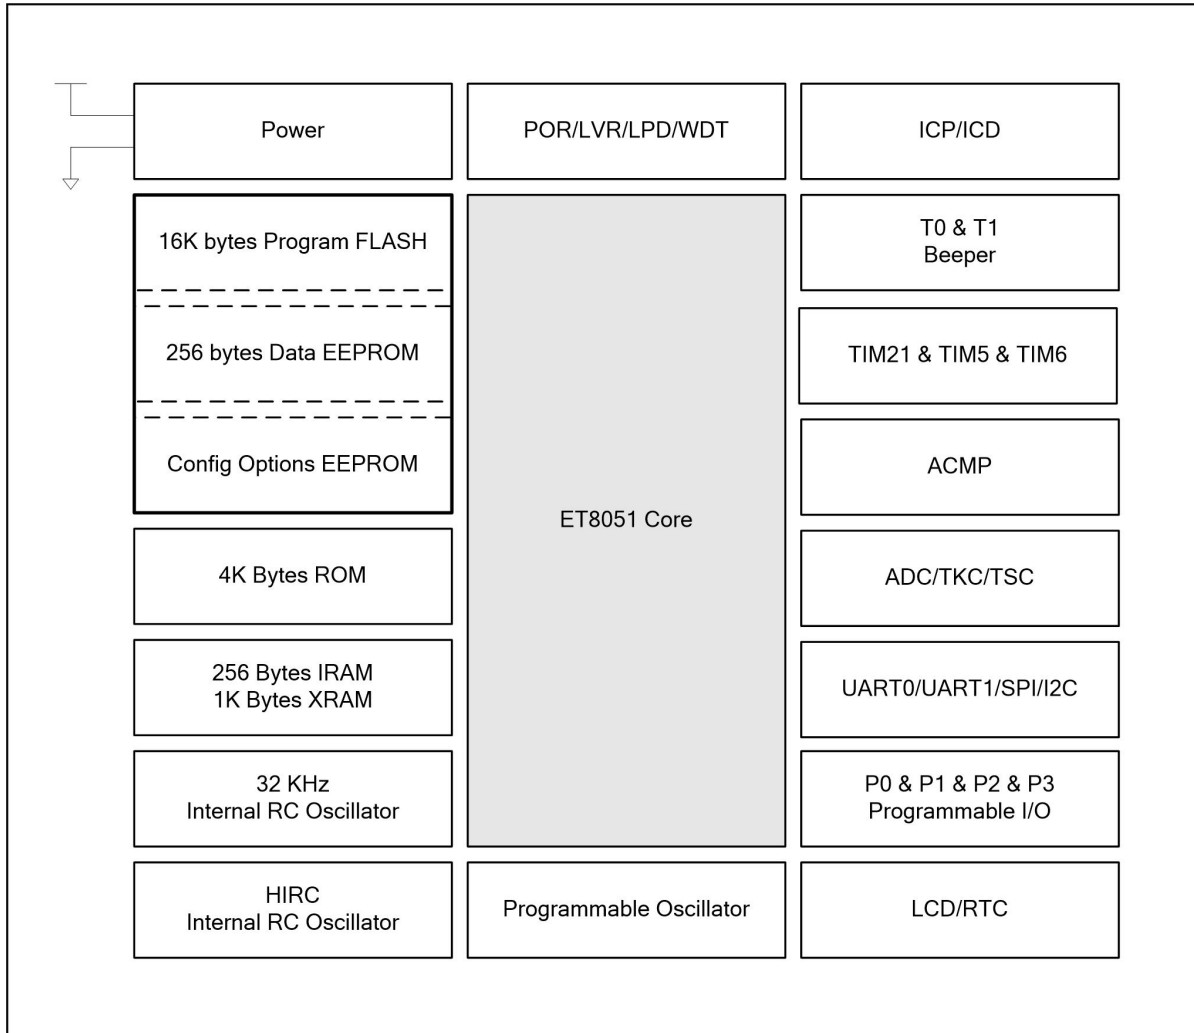 Power
POR/LVR/LPD/WDT
ICP/ICD
16K bytes Program FLASH
256 bytes Data EEPROM
Config Options EEPROM
4K Bytes ROM
256 Bytes IRAM
1K Bytes XRAM
32 KHz
Internal RC Oscillator
HIRC
Internal RC Oscillator
ET8051 Core
Programmable Oscillator
T0 & T1
Beeper
TIM21 & TIM5 & TIM6
ACMP
ADC/TKC/TSC
UART0/UART1/SPI/I2C
P0 & P1 & P2 & P3
Programmable I/O
LCD/RTC